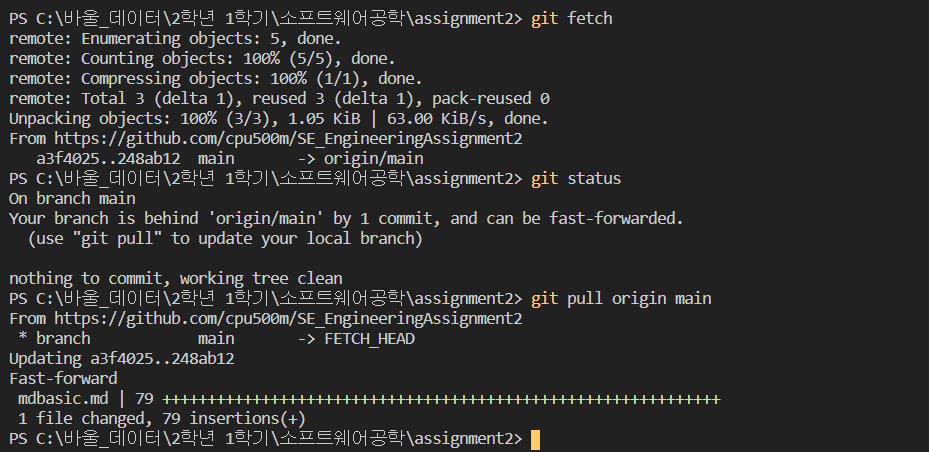 PS C:\바울_데이터\2학년 1학기\소프트웨어공학\assignment2> git fetch
remote: Enumerating objects: 5, done.
remote: Counting objects: 100% (5/5), done.
remote: Compressing objects: 100% (1/1), done.
remote: Total 3 (delta 1), reused 3 (delta 1), pack-reused 0
Unpacking objects: 100% (3/3), 1.05 KiB | 63.00 KiB/s, done.
From https://github.com/cpu500m/SE_EngineeringAssignment2
   a3f4025..248ab12  main       -> origin/main
PS C:\바울_데이터\2학년 1학기\소프트웨어공학\assignment2> git status
On branch main
Your branch is behind 'origin/main' by 1 commit, and can be fast-forwarded.
  (use "git pull" to update your local branch)

nothing to commit, working tree clean
PS C:\바울_데이터\2학년 1학기\소프트웨어공학\assignment2> git pull origin main
From https://github.com/cpu500m/SE_EngineeringAssignment2
 * branch            main       -> FETCH_HEAD
Updating a3f4025..248ab12
Fast-forward
 mdbasic.md | 79 +++++++++++++++++++++++++++++++++++++++++++++++++++++++++++++
 1 file changed, 79 insertions(+)
PS C:\바울_데이터\2학년 1학기\소프트웨어공학\assignment2>